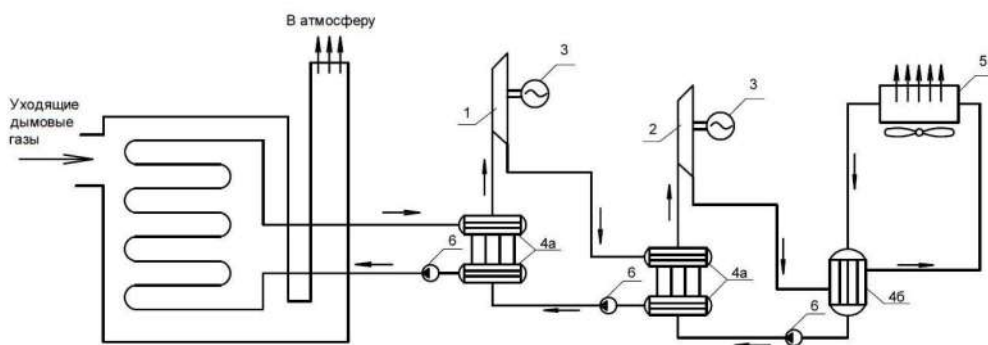 В атмосферу
Уходящие
дымовые
газы
3
1
3
2
5
6
4а
6
4а
6
4б